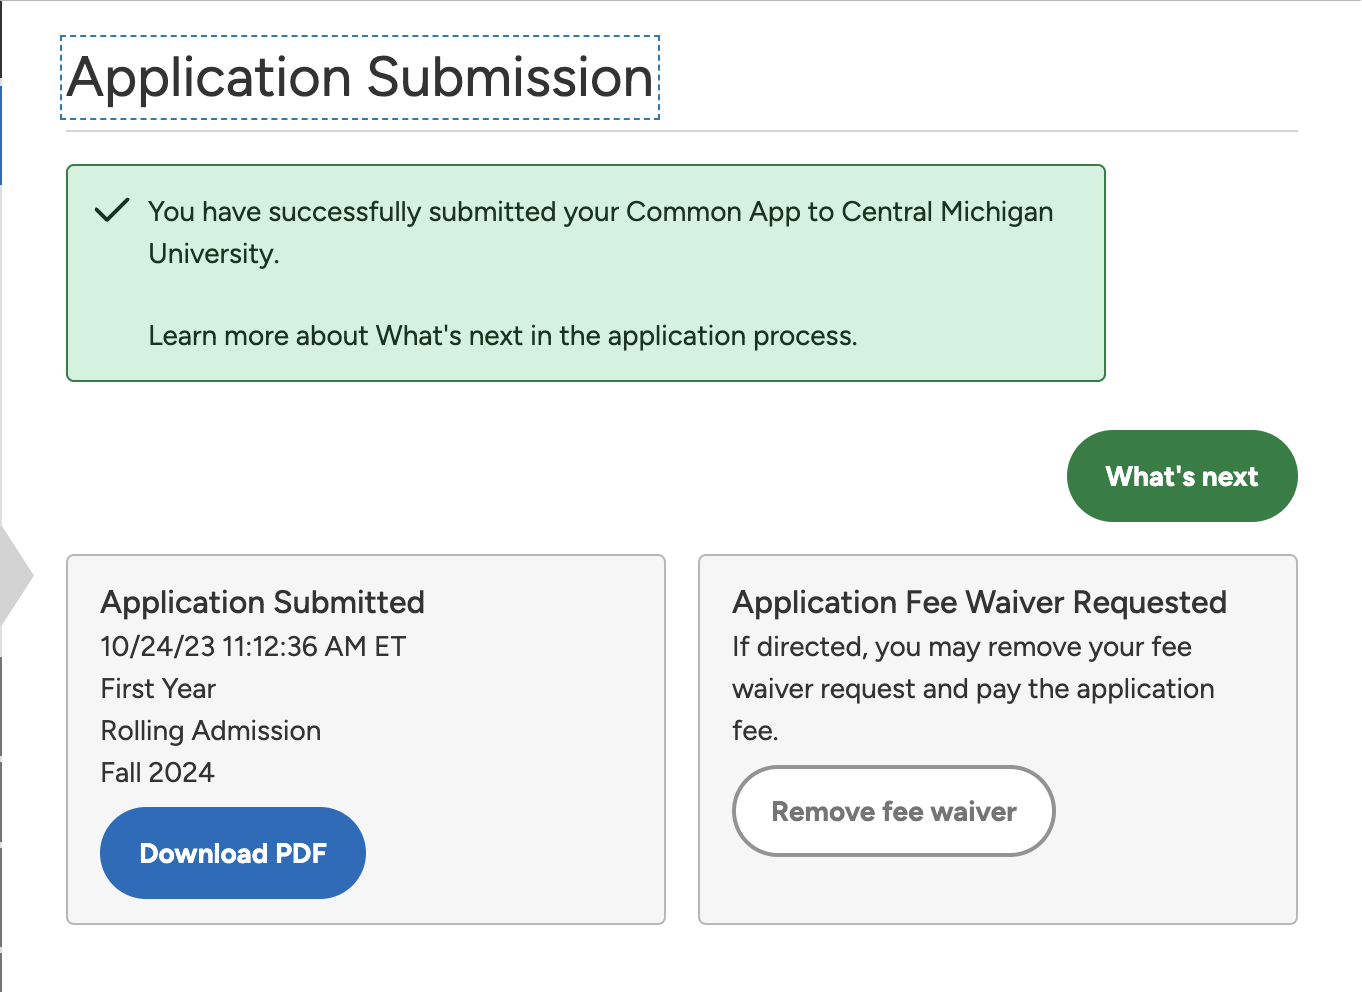 Application Submission
You have successfully submitted your Common App to Central Michigan
University.
Learn more about What's next in the application process.
What's next
Application Submitted
10/24/23 11:12:36 AM ET
First Year
Rolling Admission
Fall 2024
Download PDF
Application Fee Waiver Requested
If directed, you may remove your fee
waiver request and pay the application
fee.
Remove fee waiver